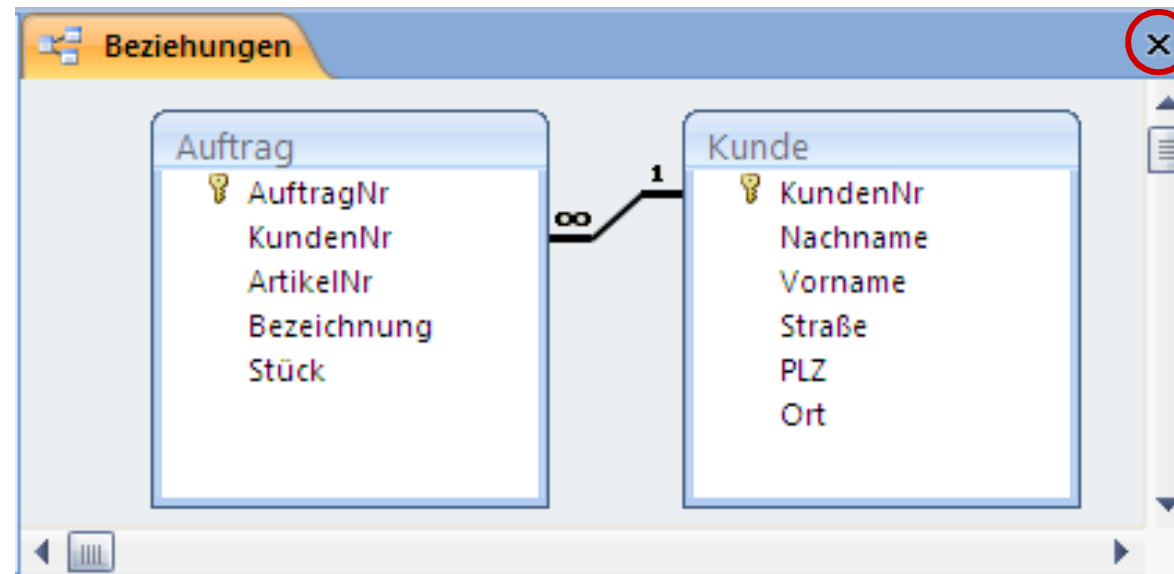 Beziehungen
Auftrag
AuftragNr
KundenNr
ArtikelNr
Bezeichnung
Stück
∞
1
Kunde
KundenNr
Nachname
Vorname
Straße
PLZ
Ort